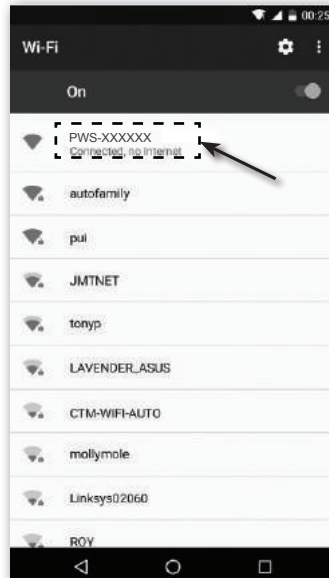 00:25
Wi-Fi
On
PWS-XXXXXX
Connected, no Internet
autofamily
pui
JMTNET
tonyp
LAVENDER_ASUS
CTM-WIFI-AUTO
mollymole
Linksys02060
ROY